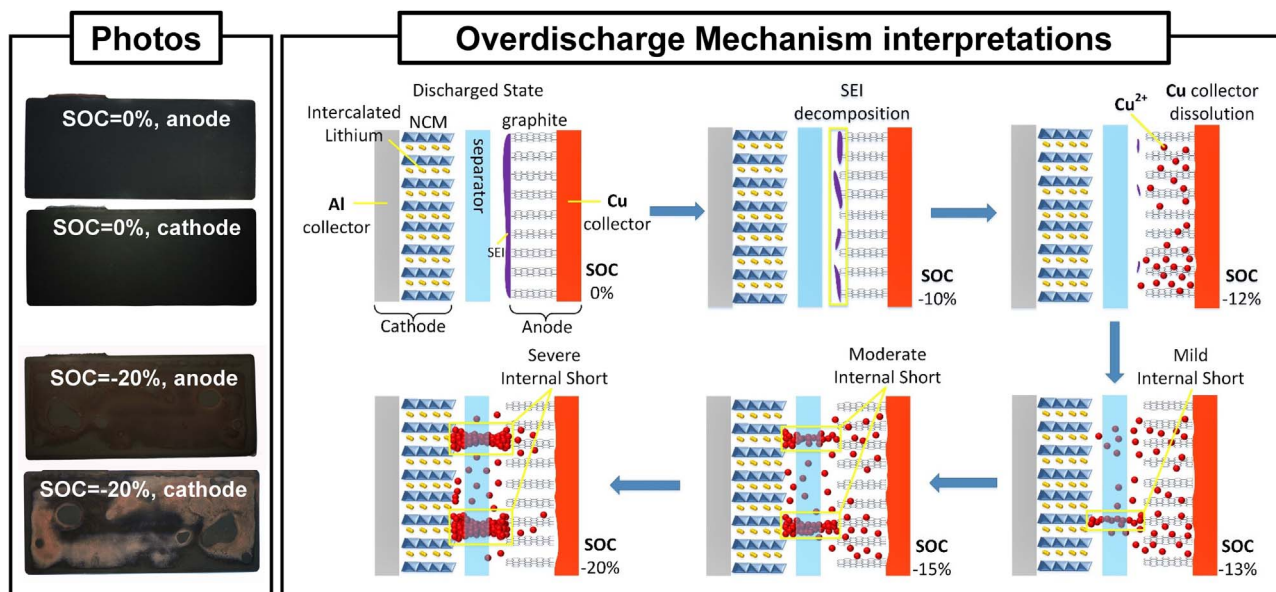 Photos
SOC=0%, anode
SOC=0%, cathode
SOC=-20%, anode
SOC=-20%, cathode
Overdischarge Mechanism interpretations
Discharged State
Intercalated
Lithium
NCM
graphite
separator
Al
collector
SEI
Cu
collector
SOC
0%
Cathode
Anode
SEI
decomposition
SOC
-10%
Cu²⁺
Cu collector
dissolution
SOC
-12%
Severe
Internal Short
SOC
-20%
Moderate
Internal Short
SOC
-15%
Mild
Internal Short
SOC
-13%